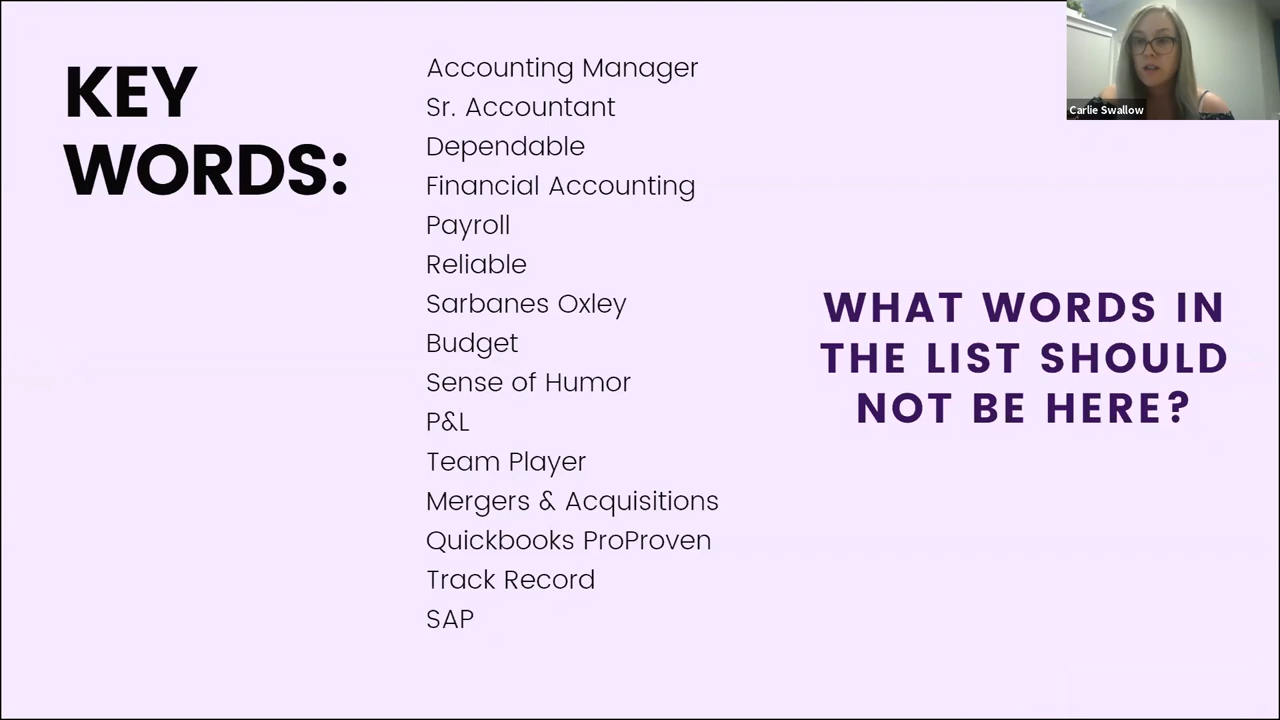 KEY
WORDS:
Accounting Manager
Sr. Accountant
Dependable
Financial Accounting
Payroll
Reliable
Sarbanes Oxley
Budget
Sense of Humor
P&L
Team Player
Mergers & Acquisitions
Quickbooks ProProven
Track Record
SAP
WHAT WORDS IN
THE LIST SHOULD
NOT BE HERE?
Carlie Swallow